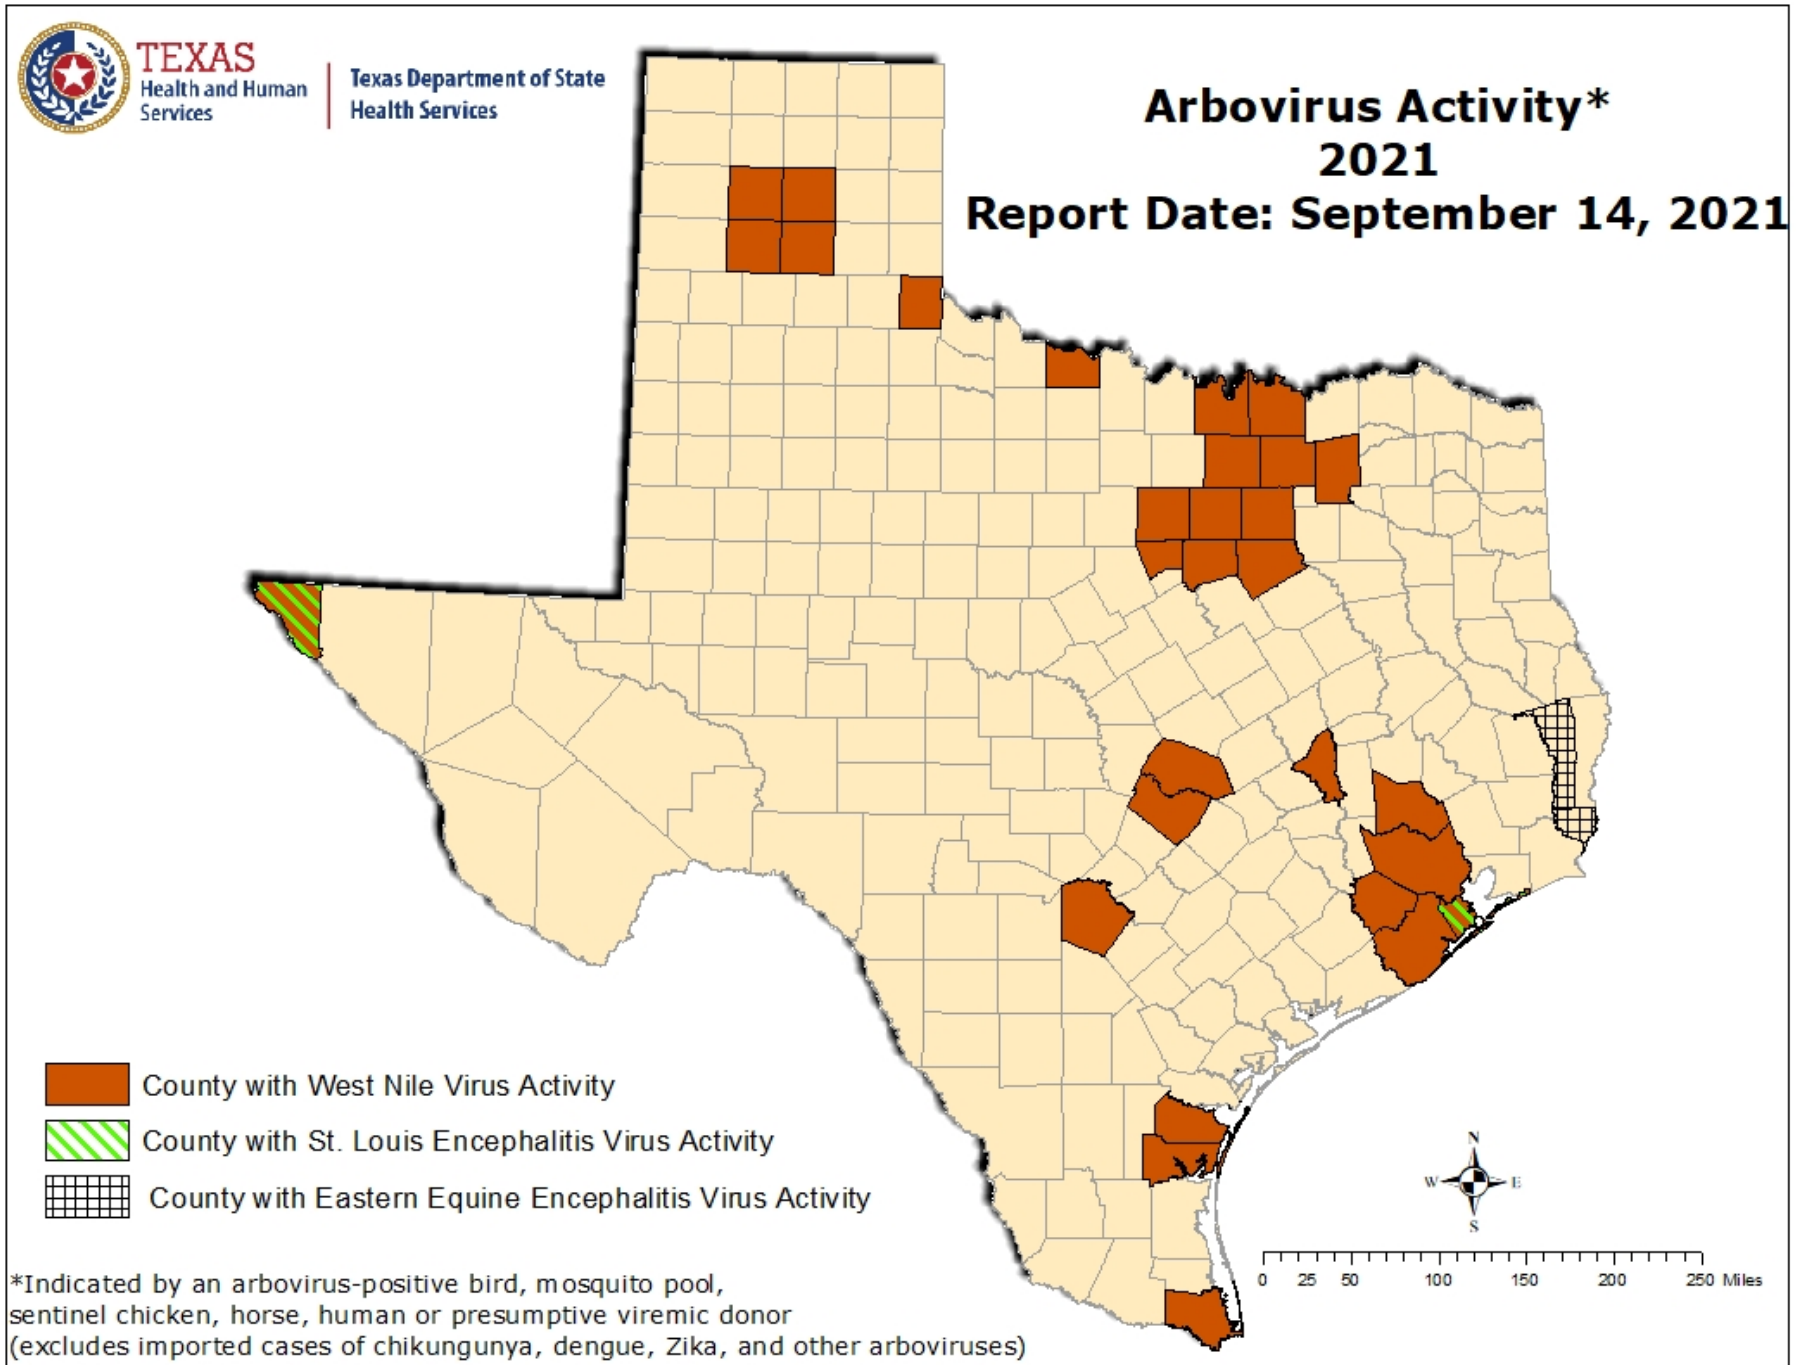 TEXAS
Health and Human
Services
Texas Department of State
Health Services
Arbovirus Activity*
2021
Report Date: September 14, 2021
County with West Nile Virus Activity
County with St. Louis Encephalitis Virus Activity
County with Eastern Equine Encephalitis Virus Activity
*Indicated by an arbovirus-positive bird, mosquito pool,
sentinel chicken, horse, human or presumptive viremic donor
(excludes imported cases of chikungunya, dengue, Zika, and other arboviruses)
N
W E
S
0 25 50 100 150 200 250 Miles